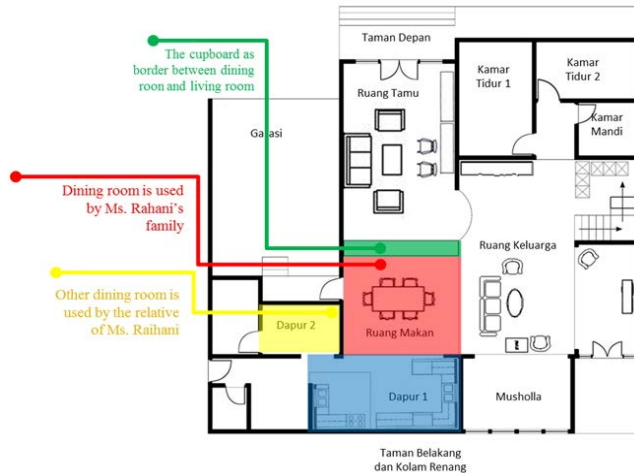 Taman Depan
The cupboard as
border between dining
roon and living room
Kamar
Tidur 1
Kamar
Tidur 2
Ruang Tamu
Kamar
Mandi
Garasi
Dining room is used
by Ms. Rahani's
family
Ruang Keluarga
Other dining room is
used by the relative
of Ms. Raihani
Dapur 2
Ruang Makan
Dapur 1
Musholla
Taman Belakang
dan Kolam Renang